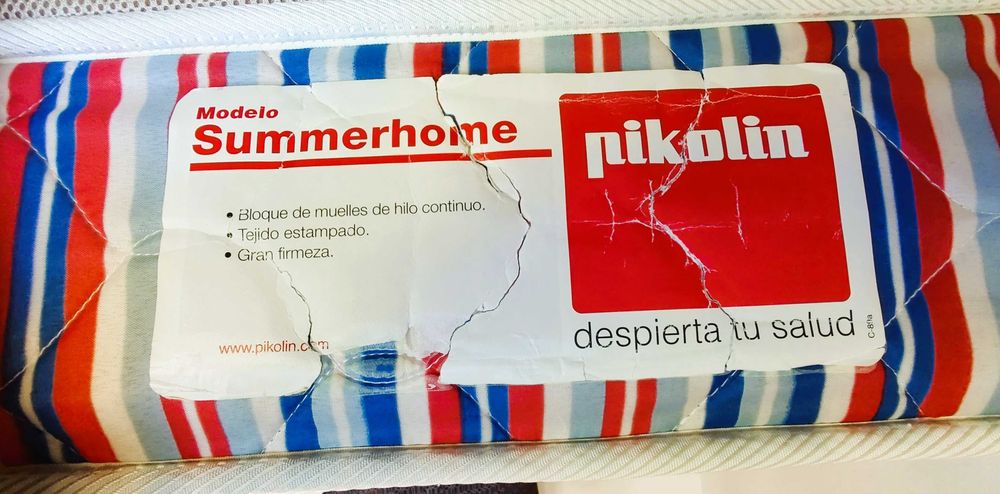 Modelo
Summerhome
• Bloque de muelles de hilo continuo.
• Tejido estampado.
• Gran firmeza.
www.pikolin.com
pikolin
despierta tu salud